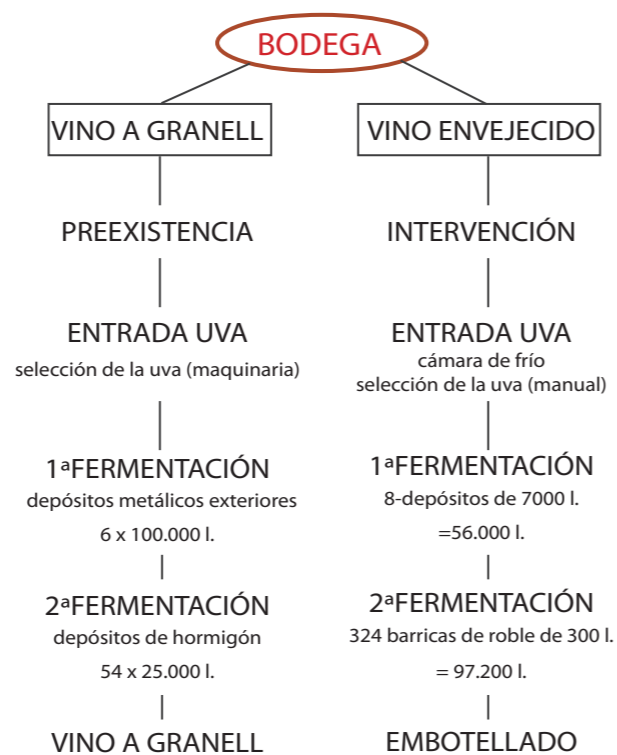 BODEGA
VINO A GRANELL
PREEXISTENCIA
ENTRADA UVA
selección de la uva (maquinaria)
1ªFERMENTACIÓN
depósitos metálicos exteriores
6 x 100.000 l.
2ªFERMENTACIÓN
depósitos de hormigón
54 x 25.000 l.
VINO A GRANELL
VINO ENVEJECIDO
INTERVENCIÓN
ENTRADA UVA
cámara de frío
selección de la uva (manual)
1ªFERMENTACIÓN
8-depósitos de 7000 l.
=56.000 l.
2ªFERMENTACIÓN
324 barricas de roble de 300 l.
= 97.200 l.
EMBOTELLADO